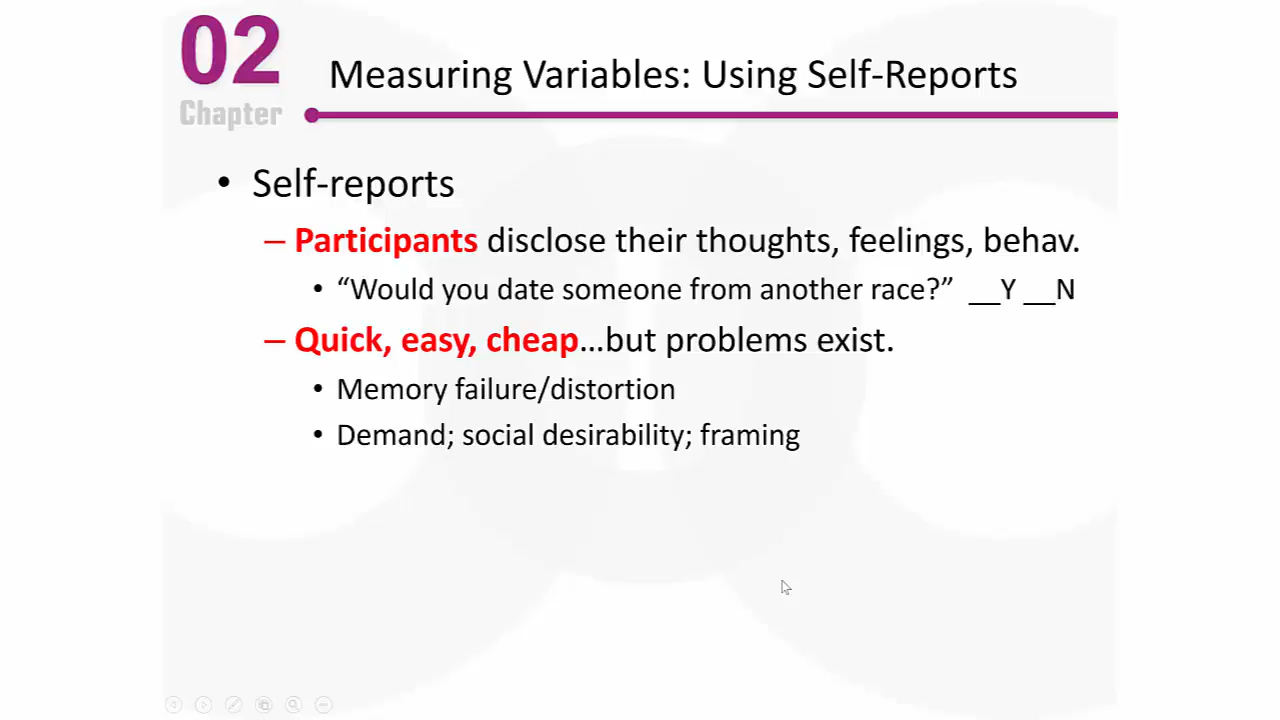 02
Chapter
Measuring Variables: Using Self-Reports
• Self-reports
– Participants disclose their thoughts, feelings, behav.
• “Would you date someone from another race?” __Y __N
– Quick, easy, cheap…but problems exist.
• Memory failure/distortion
• Demand; social desirability; framing